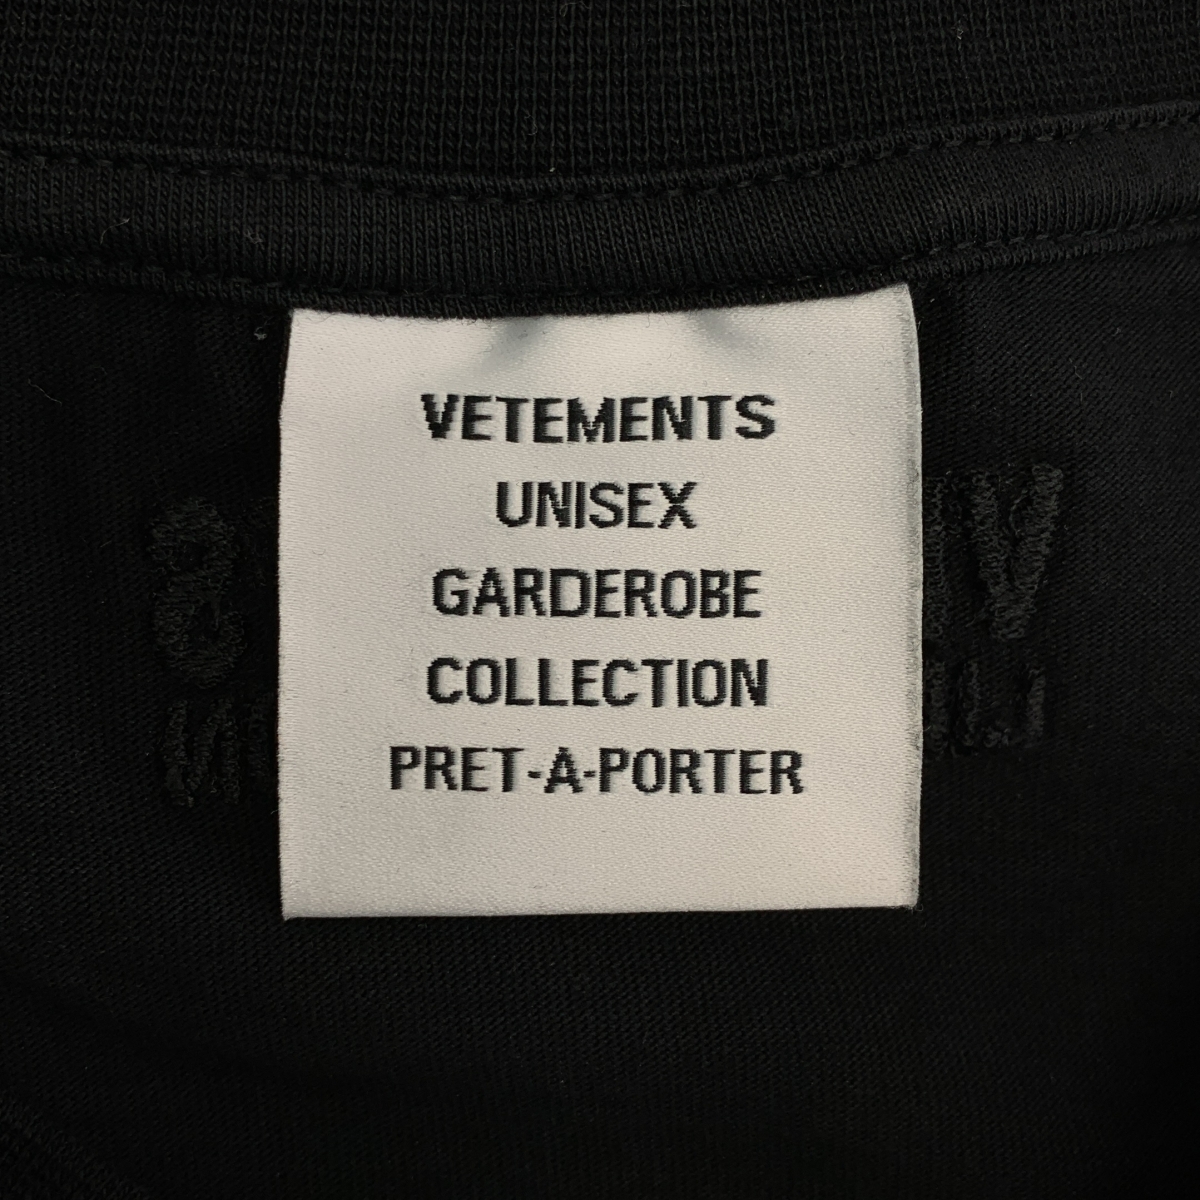 VETEMENTS
UNISEX
GARDEROBE
COLLECTION
PRET-A-PORTER